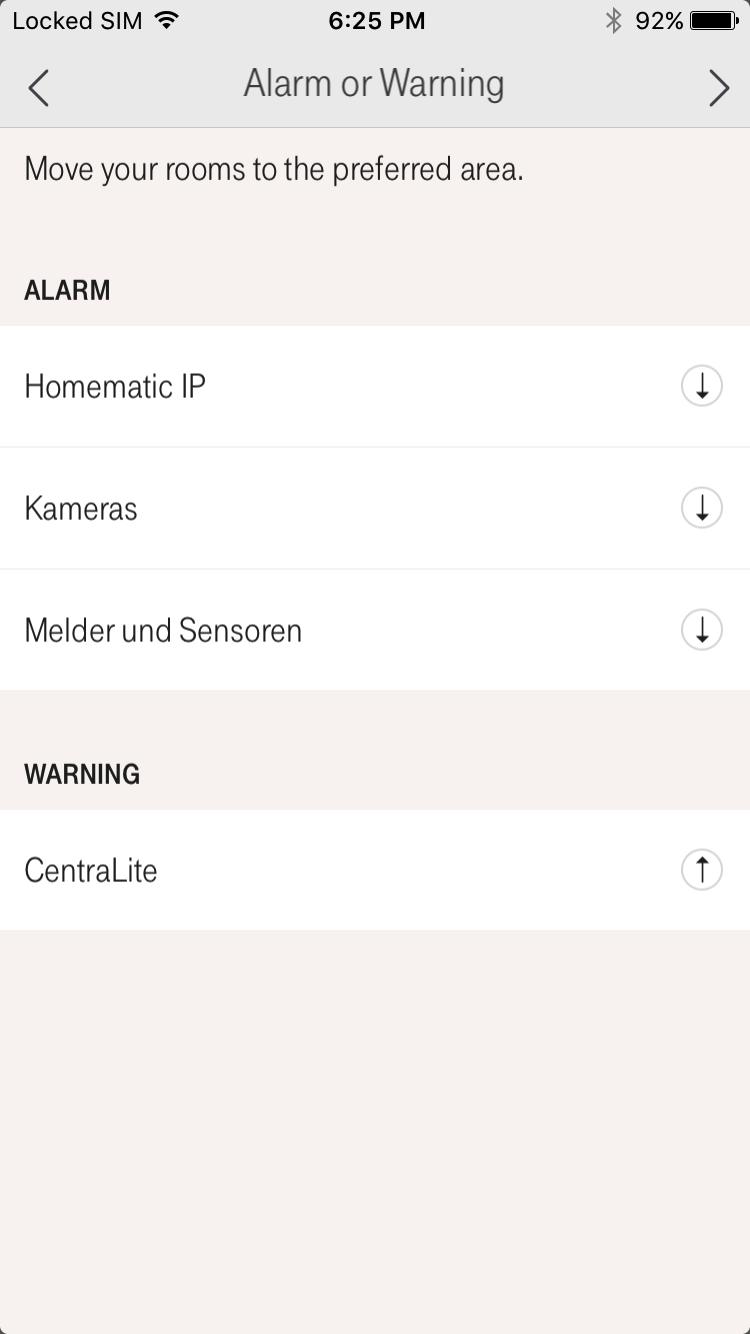 Locked SIM 6:25 PM 92%
Alarm or Warning
Move your rooms to the preferred area.
ALARM
Homematic IP
Kameras
Melder und Sensoren
WARNING
CentraLite